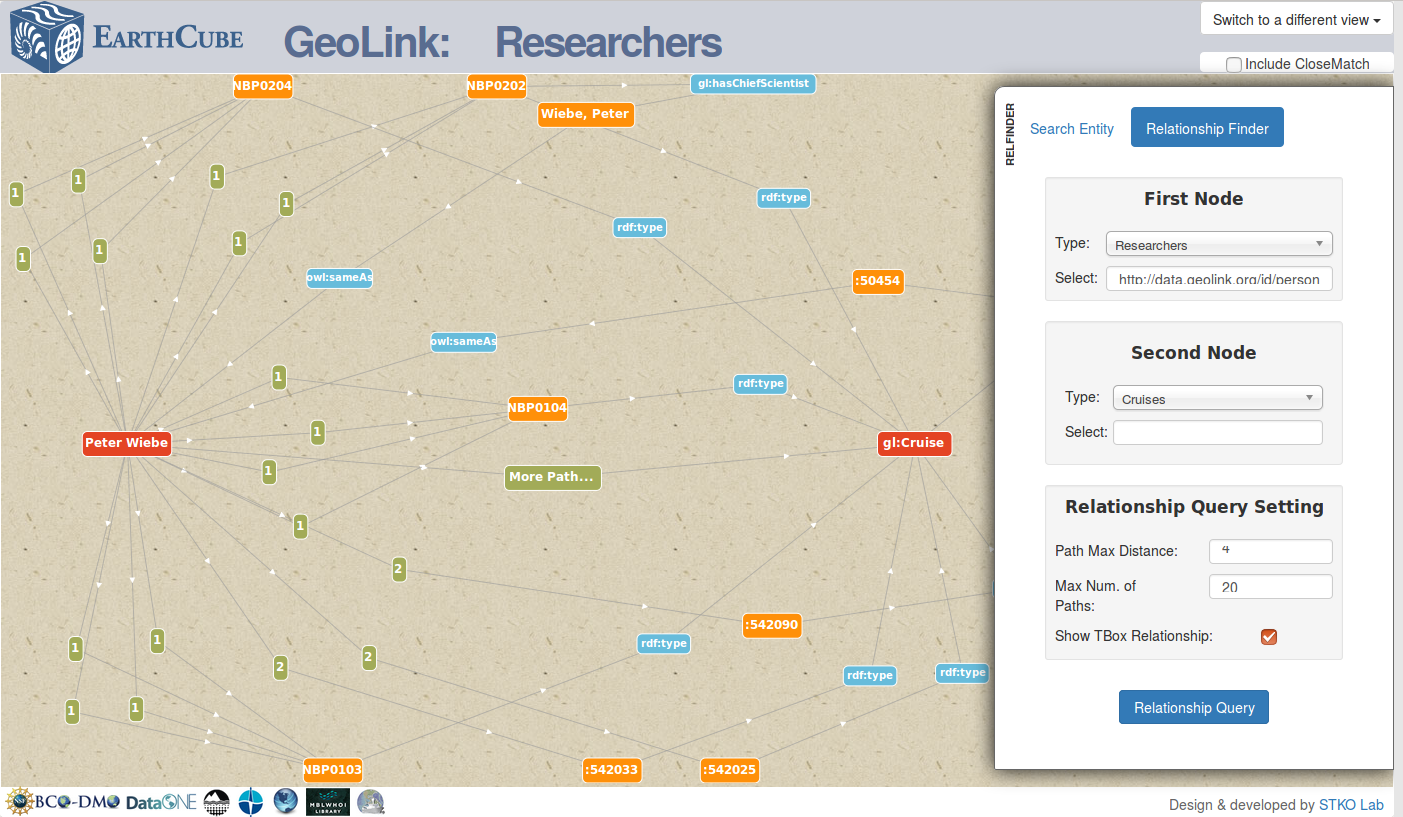 EARTHCUBE
GeoLink: Researchers
Switch to a different view
Include CloseMatch
NBP0204
NBP0202
gl:hasChiefScientist
Wiebe, Peter
1
1
1
1
rdf:type
rdf:type
1
1
1
owl:sameAs
:50454
owl:sameAs
1
rdf:type
NBP0104
1
Peter Wiebe
gl:Cruise
1
More Path...
1
2
:542090
1
1
rdf:type
2
2
rdf:type
rdf:type
1
1
NBP0103
:542033
:542025
RELFINDER
Search Entity
Relationship Finder
First Node
Type: Researchers
Select: http://data.geolink.org/id/person
Second Node
Type: Cruises
Select:
Relationship Query Setting
Path Max Distance: 4
Max Num. of
Paths: 20
Show TBox Relationship:
Relationship Query
NSF
BCO-DMO
DataONE
MBLWHOI
LIBRARY
Design & developed by STKO Lab